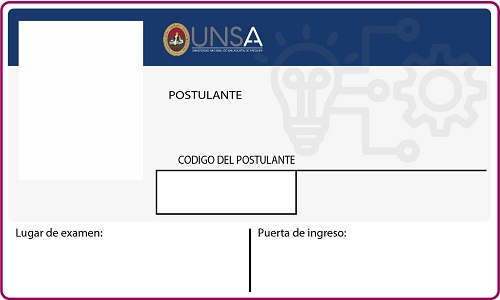 UNSA
UNIVERSIDAD NACIONAL DE SAN AGUSTÍN DE AREQUIPA
POSTULANTE
CODIGO DEL POSTULANTE
Lugar de examen:
Puerta de ingreso: